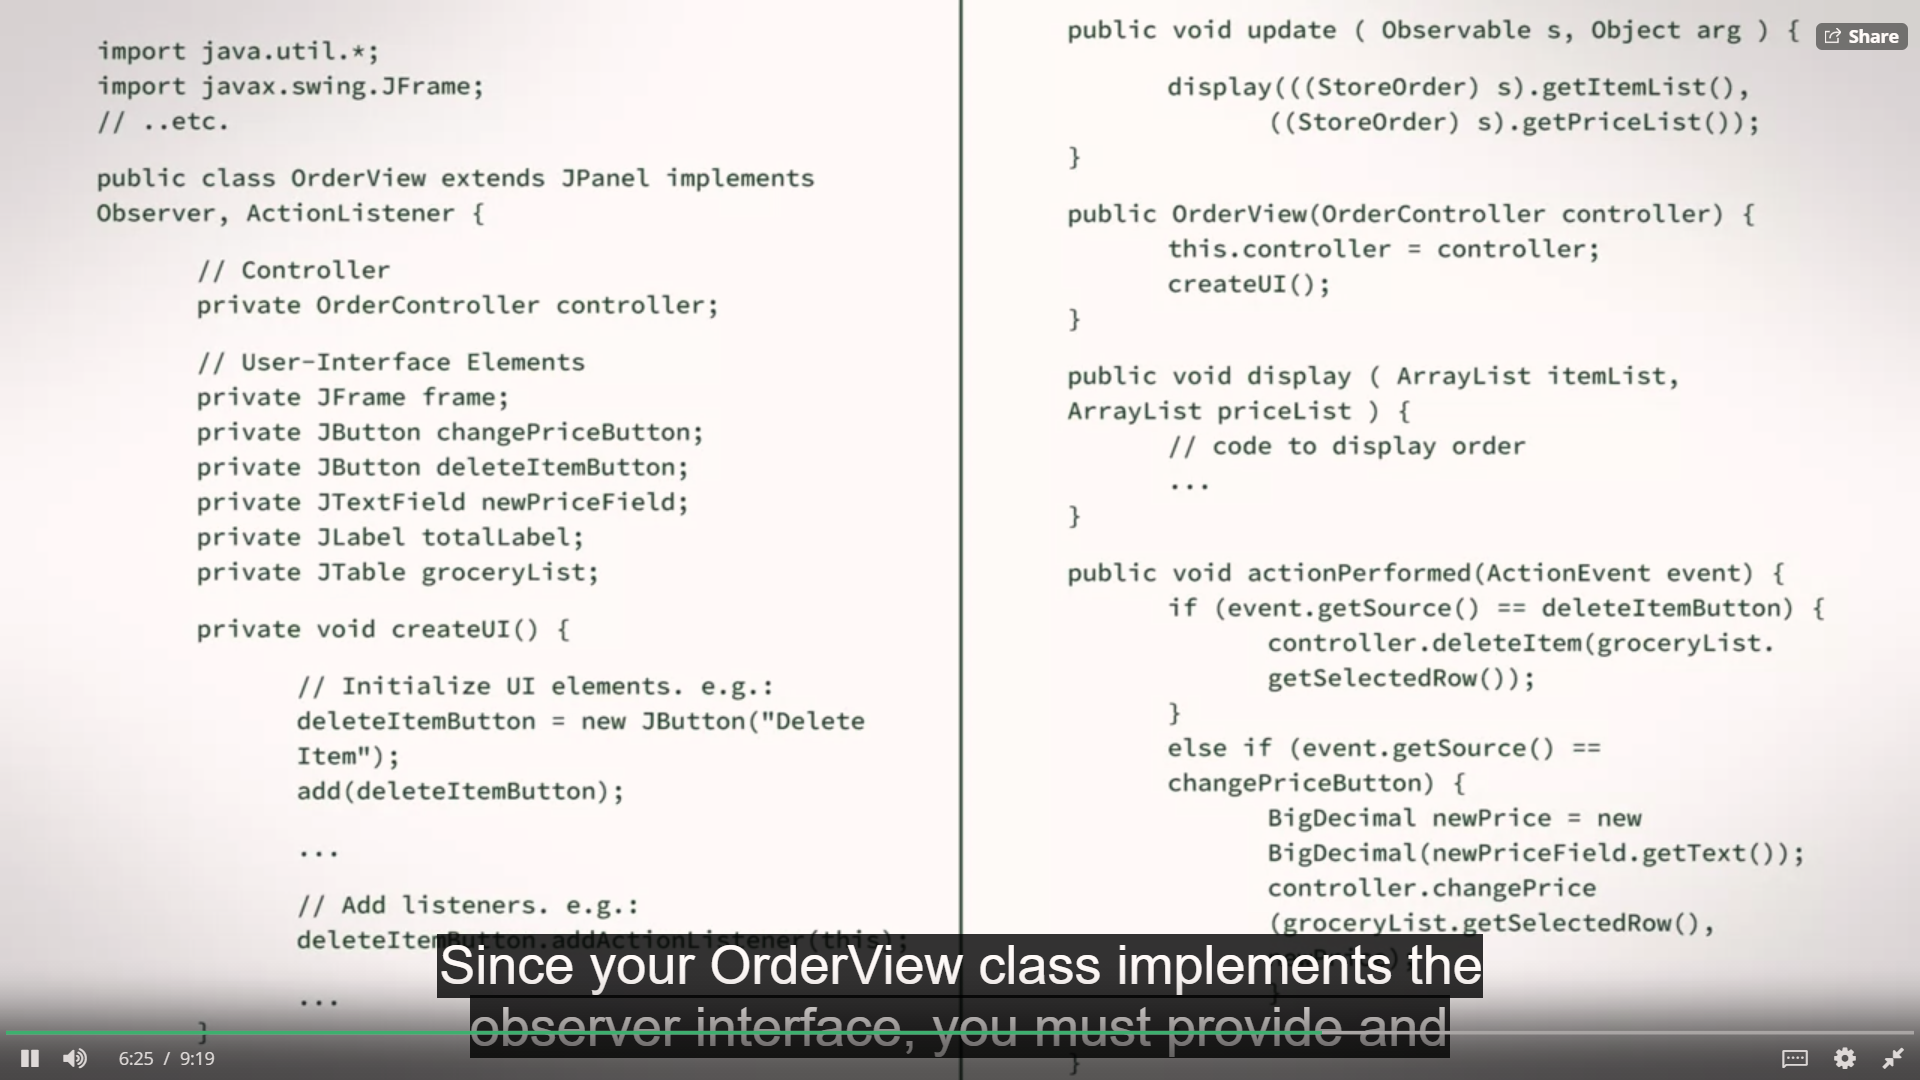 import java.util.*;
import javax.swing.JFrame;
// ..etc.
public class OrderView extends JPanel implements
Observer, ActionListener {
// Controller
private OrderController controller;
// User-Interface Elements
private JFrame frame;
private JButton changePriceButton;
private JButton deleteItemButton;
private JTextField newPriceField;
private JLabel totalLabel;
private JTable groceryList;
private void createUI() {
// Initialize UI elements. e.g.:
deleteItemButton = new JButton("Delete
Item");
add(deleteItemButton);
...
// Add listeners. e.g.:
deleteItemButton.addActionListener(this);
...
}
public void update ( Observable s, Object arg ) {
display(((StoreOrder) s).getItemList(),
((StoreOrder) s).getPriceList());
}
public OrderView(OrderController controller) {
this.controller = controller;
createUI();
}
public void display ( ArrayList itemList,
ArrayList priceList ) {
// code to display order
...
}
public void actionPerformed(ActionEvent event) {
if (event.getSource() == deleteItemButton) {
controller.deleteItem(groceryList.
getSelectedRow());
}
else if (event.getSource() ==
changePriceButton) {
BigDecimal newPrice = new
BigDecimal(newPriceField.getText());
controller.changePrice
(groceryList.getSelectedRow(),
}
}
Share
Since your OrderView class implements the
observer interface, you must provide and
6:25 / 9:19